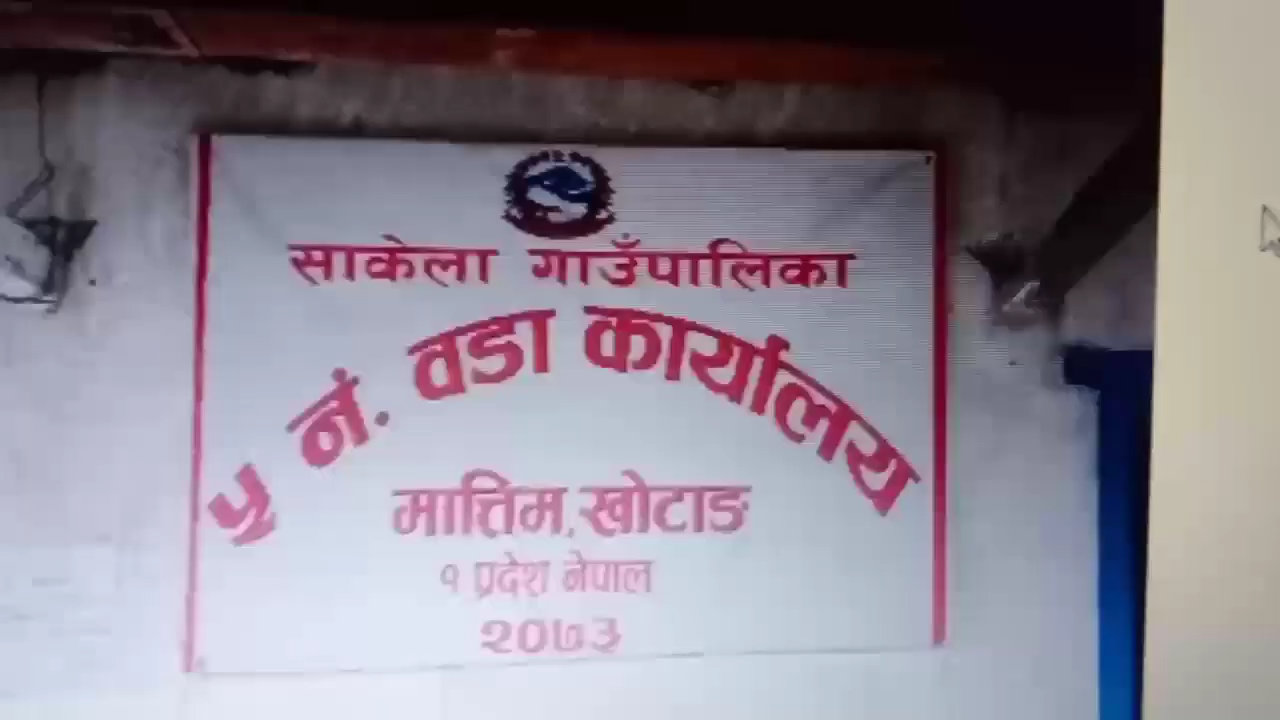 साकेला गाउँपालिका
५ नं. वडा कार्यालय
मात्तिम, खोटाङ
१ प्रदेश नेपाल
२०७३